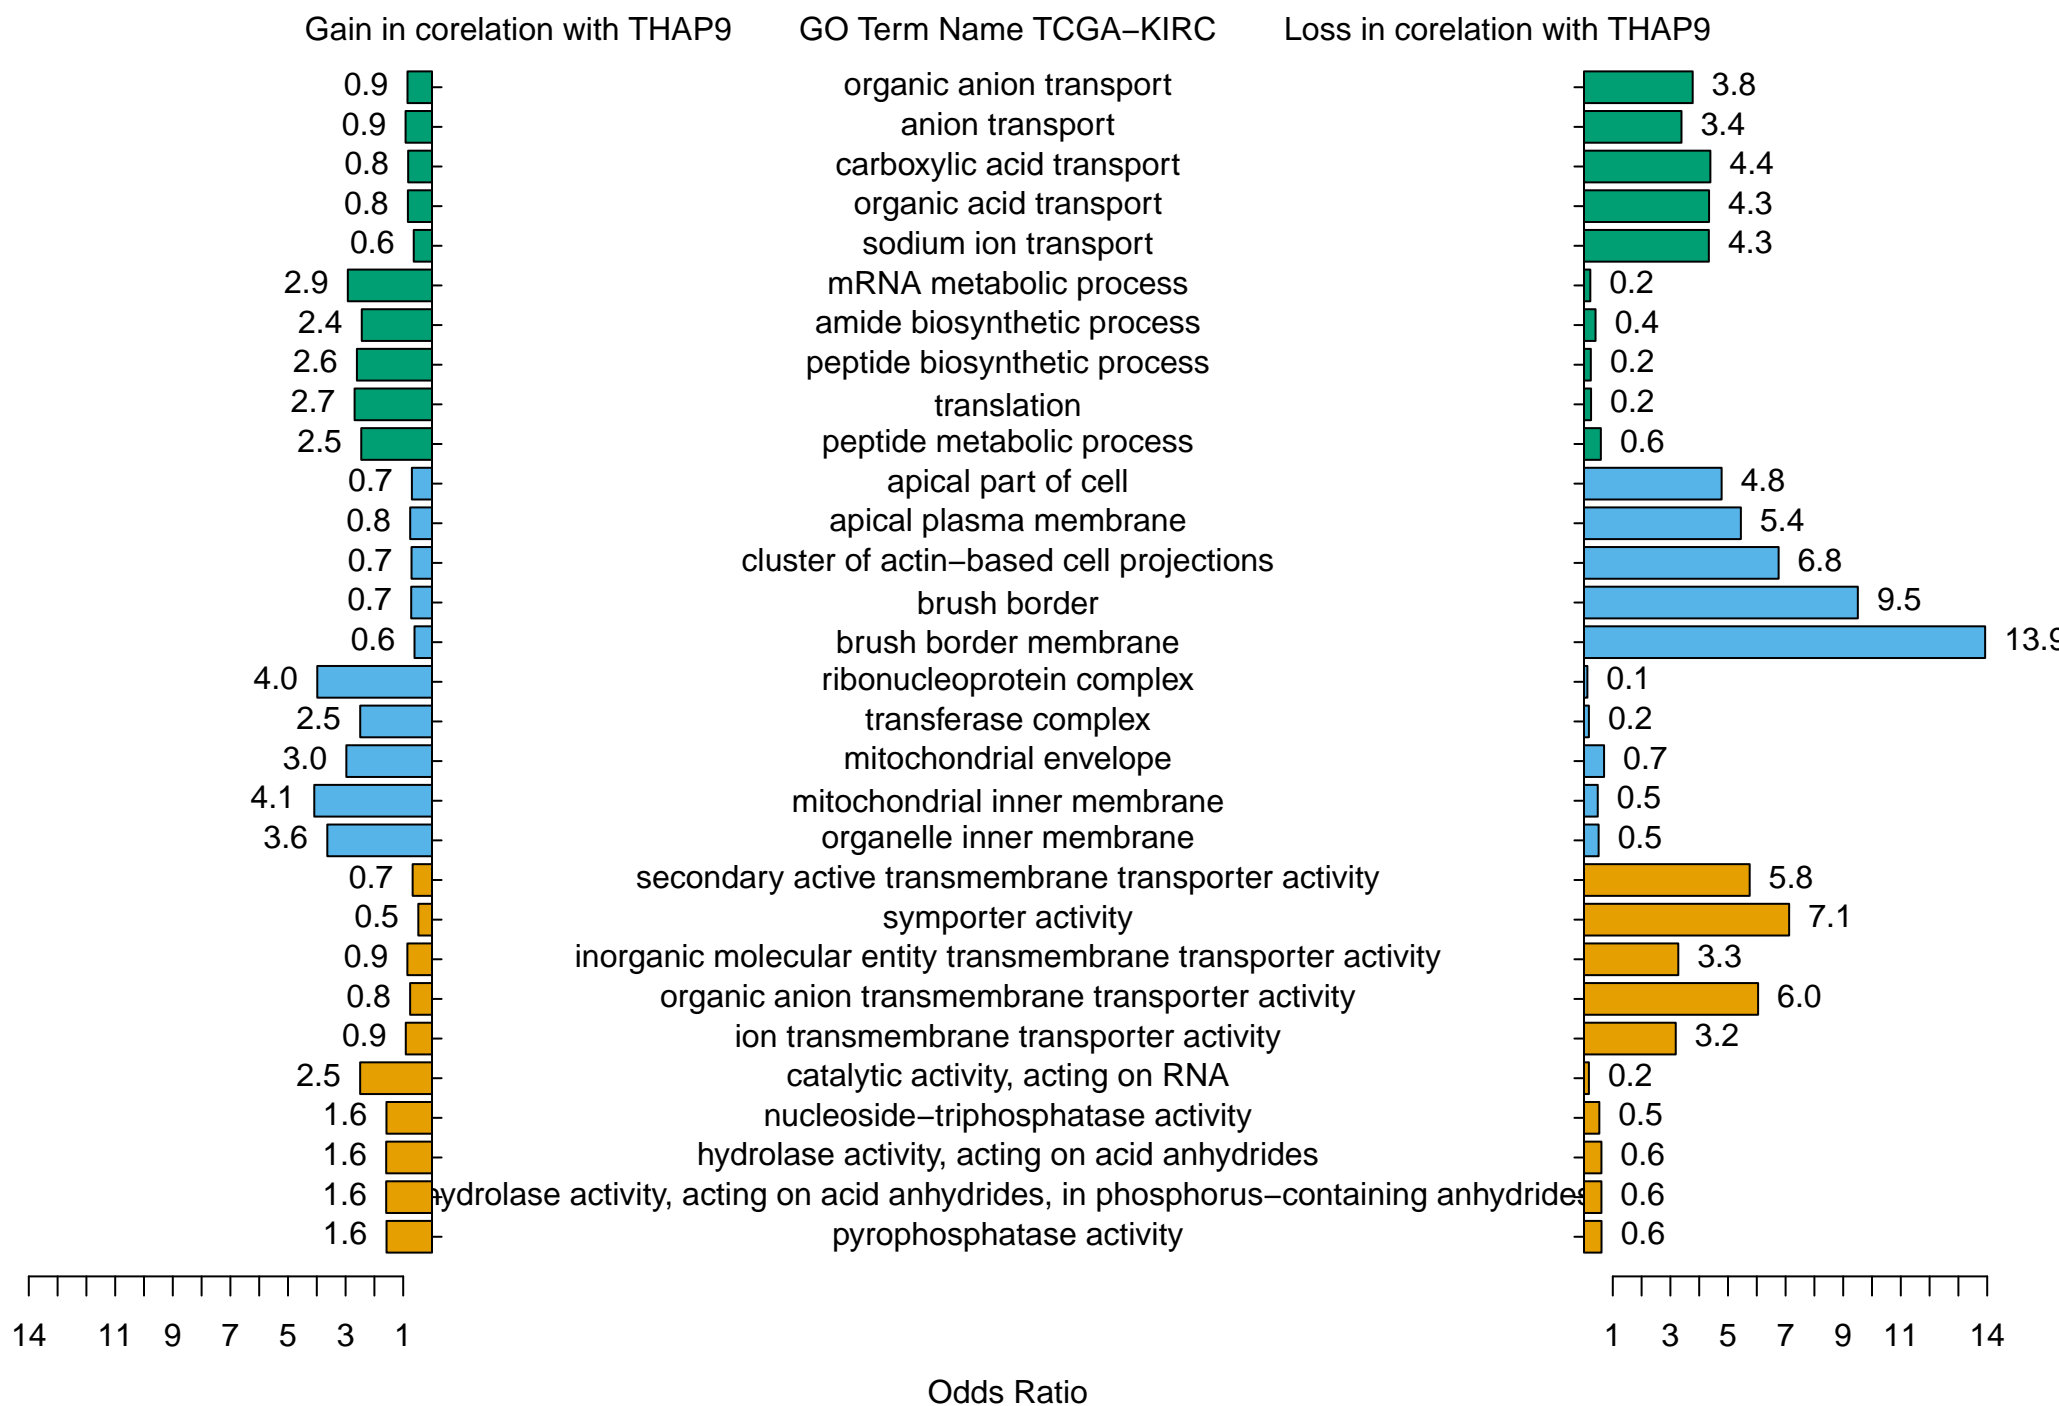 Gain in corelation with THAP9 GO Term Name TCGA−KIRC Loss in corelation with THAP9
0.9 organic anion transport 3.8
0.9 anion transport 3.4
0.8 carboxylic acid transport 4.4
0.8 organic acid transport 4.3
0.6 sodium ion transport 4.3
2.9 mRNA metabolic process 0.2
2.4 amide biosynthetic process 0.4
2.6 peptide biosynthetic process 0.2
2.7 translation 0.2
2.5 peptide metabolic process 0.6
0.7 apical part of cell 4.8
0.8 apical plasma membrane 5.4
0.7 cluster of actin−based cell projections 6.8
0.7 brush border 9.5
0.6 brush border membrane 13.9
4.0 ribonucleoprotein complex 0.1
2.5 transferase complex 0.2
3.0 mitochondrial envelope 0.7
4.1 mitochondrial inner membrane 0.5
3.6 organelle inner membrane 0.5
0.7 secondary active transmembrane transporter activity 5.8
0.5 symporter activity 7.1
0.9 inorganic molecular entity transmembrane transporter activity 3.3
0.8 organic anion transmembrane transporter activity 6.0
0.9 ion transmembrane transporter activity 3.2
2.5 catalytic activity, acting on RNA 0.2
1.6 nucleoside−triphosphatase activity 0.5
1.6 hydrolase activity, acting on acid anhydrides 0.6
1.6 hydrolase activity, acting on acid anhydrides, in phosphorus−containing anhydrides 0.6
1.6 pyrophosphatase activity 0.6
14 11 9 7 5 3 1 1 3 5 7 9 11 14
Odds Ratio